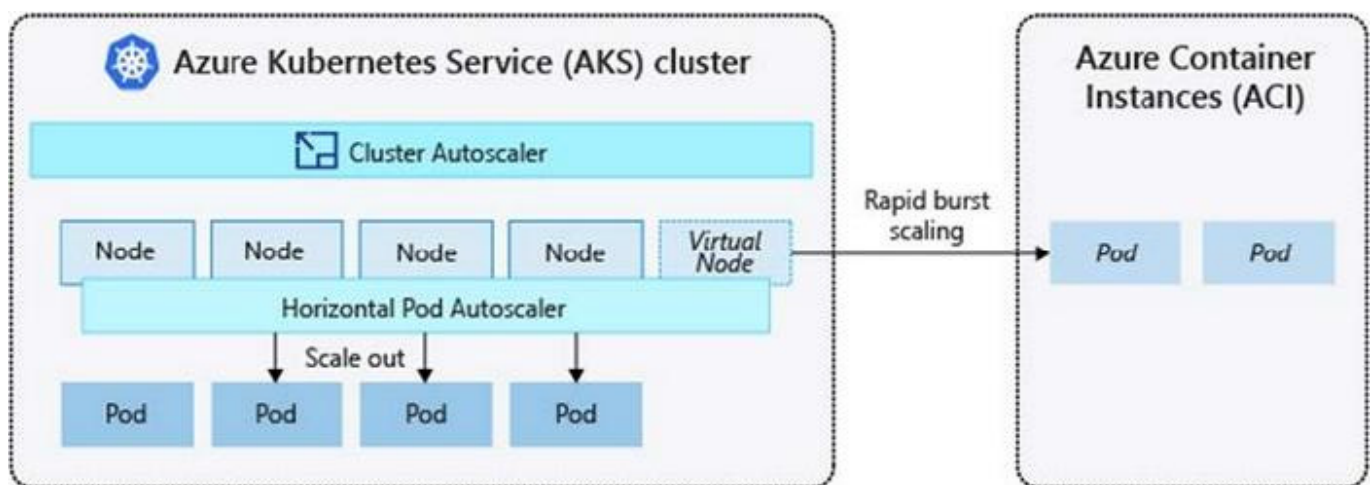 Azure Kubernetes Service (AKS) cluster
Cluster Autoscaler
Node
Node
Node
Node
Virtual
Node
Horizontal Pod Autoscaler
Scale out
Pod
Pod
Pod
Pod
Rapid burst
scaling
Azure Container
Instances (ACI)
Pod
Pod